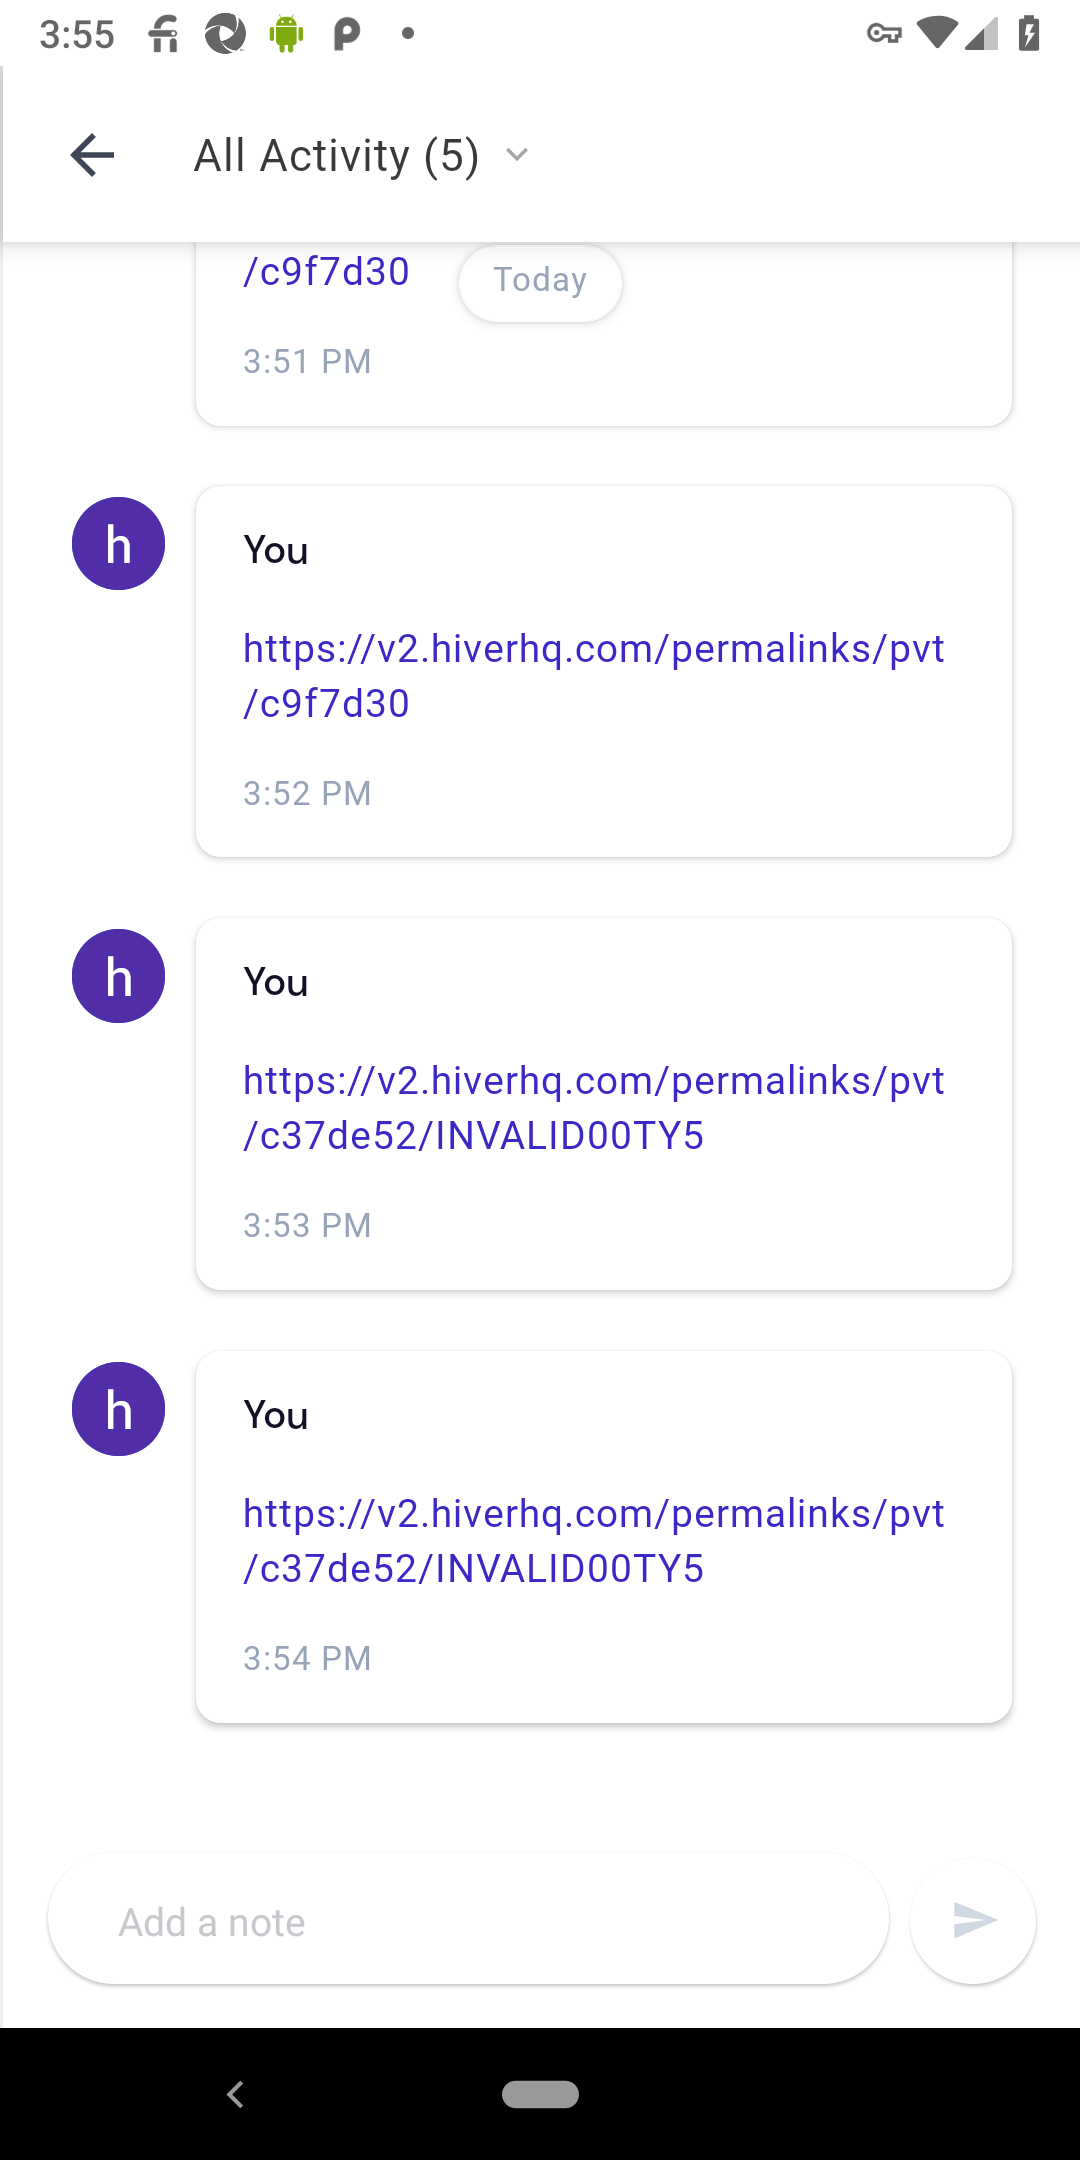 3:55
All Activity (5)
/c9f7d30
Today
3:51 PM
h
You
https://v2.hiverhq.com/permalinks/pvt
/c9f7d30
3:52 PM
h
You
https://v2.hiverhq.com/permalinks/pvt
/c37de52/INVALID00TY5
3:53 PM
h
You
https://v2.hiverhq.com/permalinks/pvt
/c37de52/INVALID00TY5
3:54 PM
Add a note